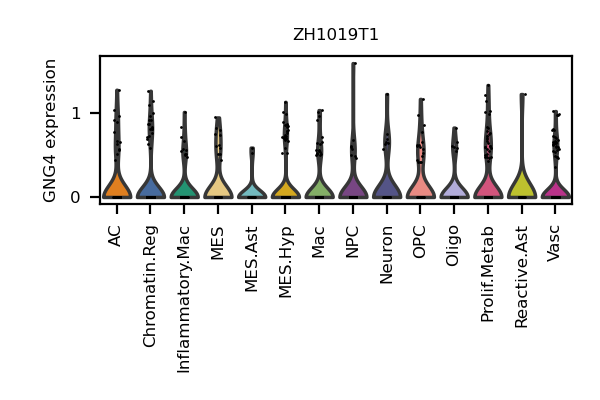 ZH1019T1
GNG4 expression
1
0
AC
Chromatin.Reg
Inflammatory.Mac
MES
MES.Ast
MES.Hyp
Mac
NPC
Neuron
OPC
Oligo
Prolif.Metab
Reactive.Ast
Vasc